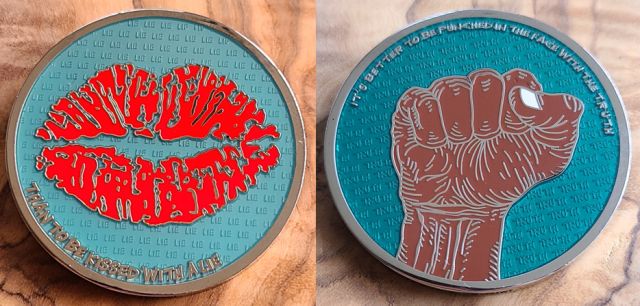 THAN TO BE KISSED WITH A LIE
IT'S BETTER TO BE PUNCHED IN THE FACE WITH THE TRUTH